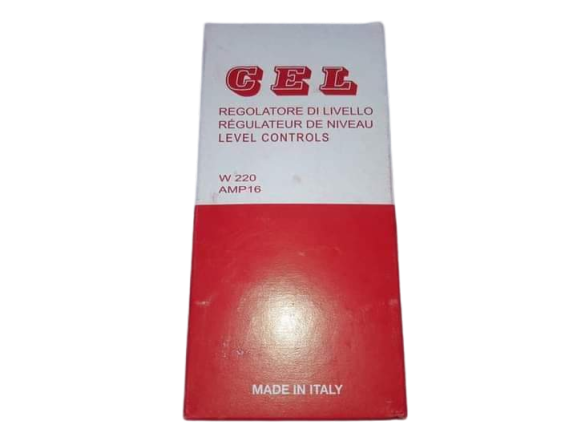 CEL
REGOLATORE DI LIVELLO
RÉGULATEUR DE NIVEAU
LEVEL CONTROLS
W 220
AMP16
MADE IN ITALY